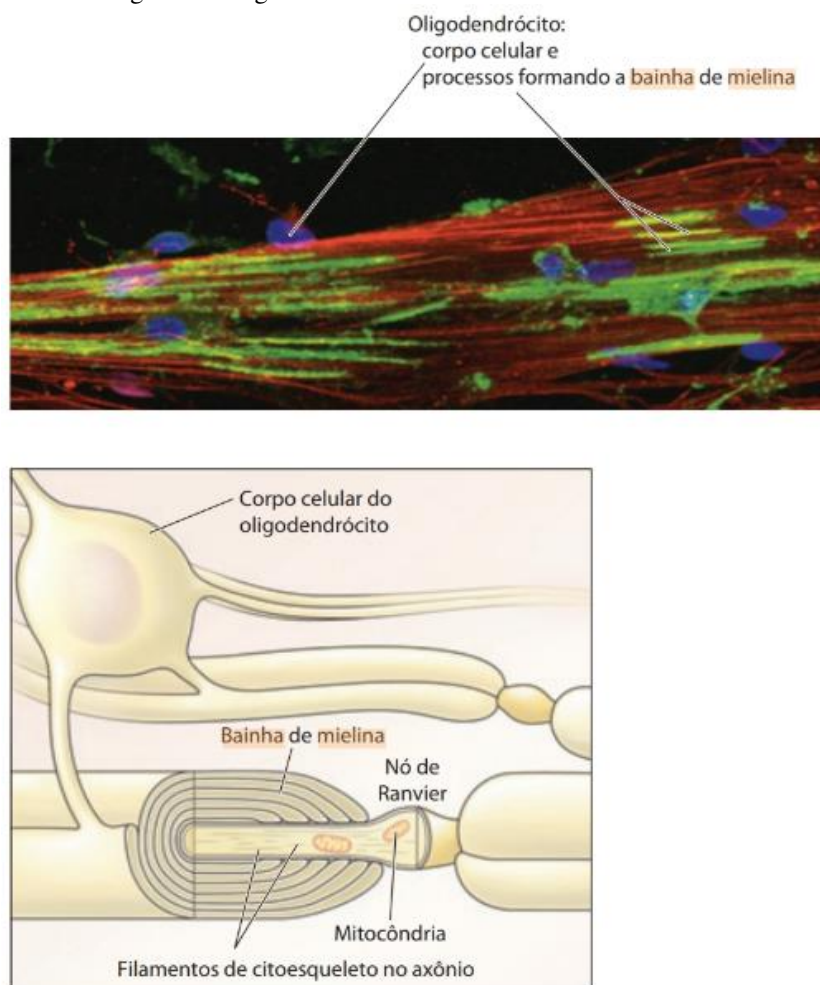 Oligodendrócito:
corpo celular e
processos formando a bainha de mielina
Corpo celular do
oligodendrócito
Bainha de mielina
Nó de
Ranvier
Mitocôndria
Filamentos de citoesqueleto no axônio